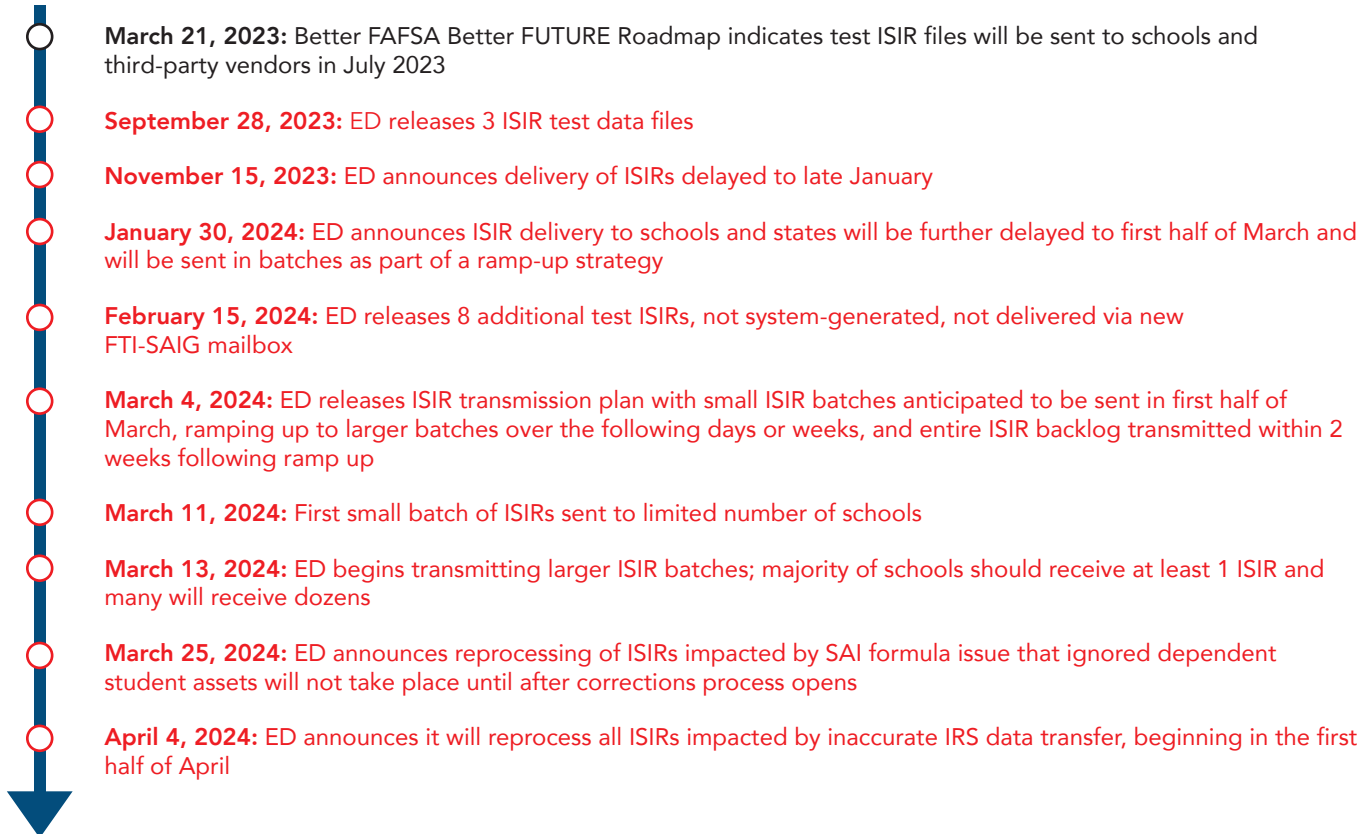 March 21, 2023: Better FAFSA Better FUTURE Roadmap indicates test ISIR files will be sent to schools and
third-party vendors in July 2023
September 28, 2023: ED releases 3 ISIR test data files
November 15, 2023: ED announces delivery of ISIRs delayed to late January
January 30, 2024: ED announces ISIR delivery to schools and states will be further delayed to first half of March and
will be sent in batches as part of a ramp-up strategy
February 15, 2024: ED releases 8 additional test ISIRs, not system-generated, not delivered via new
FTI-SAIG mailbox
March 4, 2024: ED releases ISIR transmission plan with small ISIR batches anticipated to be sent in first half of
March, ramping up to larger batches over the following days or weeks, and entire ISIR backlog transmitted within 2
weeks following ramp up
March 11, 2024: First small batch of ISIRs sent to limited number of schools
March 13, 2024: ED begins transmitting larger ISIR batches; majority of schools should receive at least 1 ISIR and
many will receive dozens
March 25, 2024: ED announces reprocessing of ISIRs impacted by SAI formula issue that ignored dependent
student assets will not take place until after corrections process opens
April 4, 2024: ED announces it will reprocess all ISIRs impacted by inaccurate IRS data transfer, beginning in the first
half of April